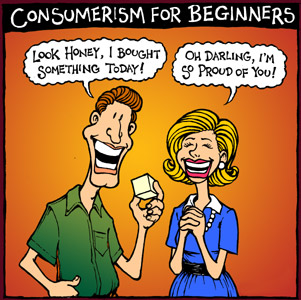 CONSUMERISM FOR BEGINNERS
LOOK HONEY, I BOUGHT
SOMETHING TODAY!
OH DARLING, I'M
SO PROUD OF YOU!